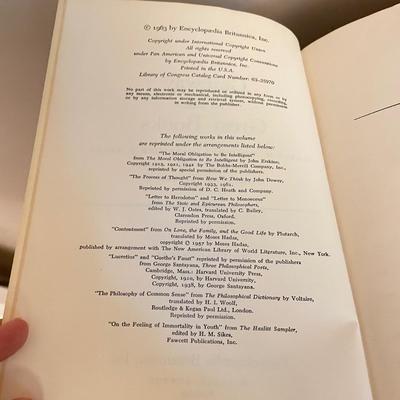 © 1963 by Encyclopædia Britannica, Inc.
Copyright under International Copyright Union
All rights reserved
under Pan American and Universal Copyright Conventions
by Encyclopædia Britannica, Inc.
Printed in the U.S.A.
Library of Congress Catalog Card Number: 63-25970
No part of this work may be reproduced or utilized in any form or by
any means, electronic or mechanical, including photocopying, recording,
or by any information storage and retrieval system, without permission
in writing from the publisher.
The following works in this volume
are reprinted under the arrangements listed below:
"The Moral Obligation to Be Intelligent"
from The Moral Obligation to Be Intelligent by John Erskine,
Copyright 1915, 1921, 1942 by The Bobbs-Merrill Company, Inc.,
reprinted by special permission of the publishers.
"The Process of Thought" from How We Think by John Dewey,
Copyright 1933, 1961.
Reprinted by permission of D. C. Heath and Company.
"Letter to Herodotus" and "Letter to Menoeceus"
from The Stoic and Epicurean Philosophers,
edited by W. J. Oates, translated by C. Bailey,
Clarendon Press, Oxford.
Reprinted by permission.
"Contentment" from On Love, the Family, and the Good Life by Plutarch,
translated by Moses Hadas,
copyright © 1957 by Moses Hadas,
published by arrangement with The New American Library of World Literature, Inc., New York.
"Lucretius" and "Goethe's Faust" reprinted by permission of the publishers
from George Santayana, Three Philosophical Poets,
Cambridge, Mass.: Harvard University Press,
Copyright, 1910, by Harvard University,
Copyright, 1938, by George Santayana.
"The Philosophy of Common Sense" from The Philosophical Dictionary by Voltaire,
translated by H. I. Woolf,
Routledge & Kegan Paul Ltd., London.
Reprinted by permission.
"On the Feeling of Immortality in Youth" from The Hazlitt Sampler,
edited by H. M. Sikes,
Fawcett Publications, Inc.